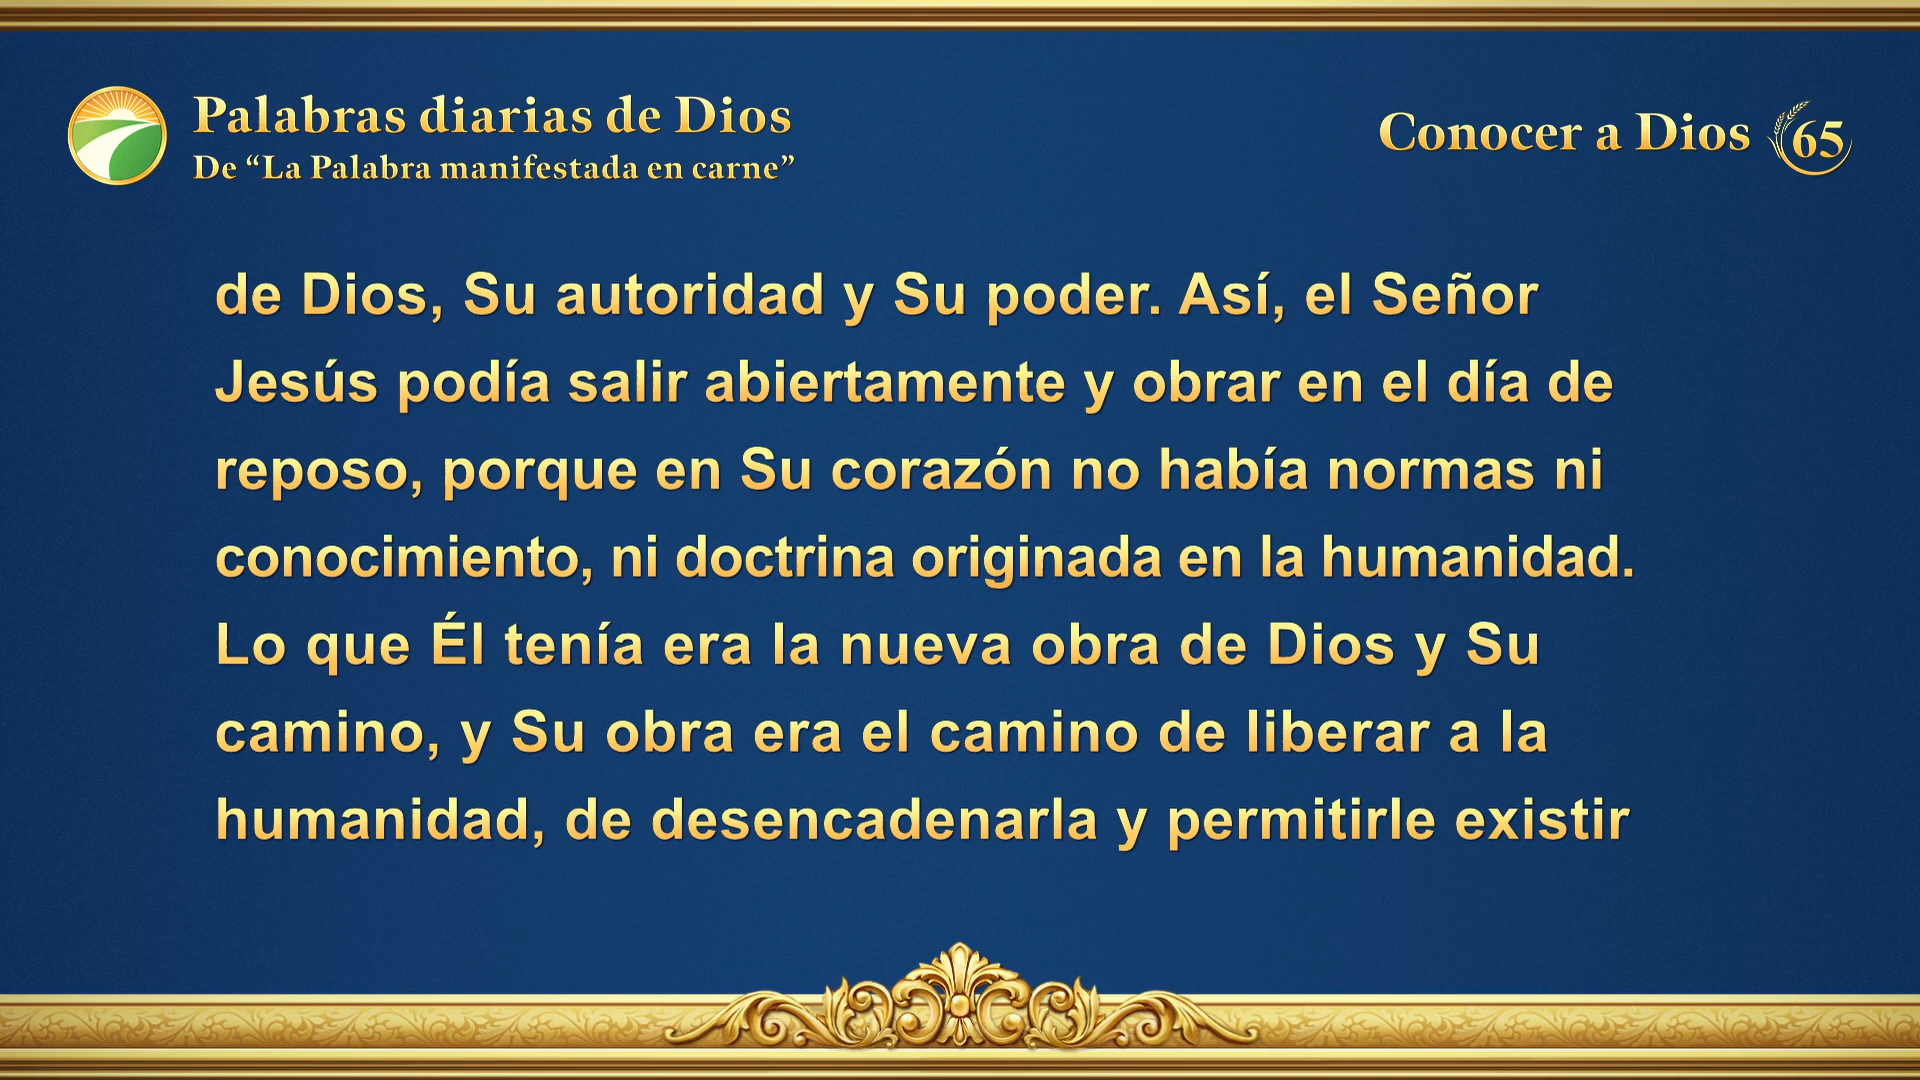 Palabras diarias de Dios
De “La Palabra manifestada en carne”
Conocer a Dios 65
de Dios, Su autoridad y Su poder. Así, el Señor
Jesús podía salir abiertamente y obrar en el día de
reposo, porque en Su corazón no había normas ni
conocimiento, ni doctrina originada en la humanidad.
Lo que Él tenía era la nueva obra de Dios y Su
camino, y Su obra era el camino de liberar a la
humanidad, de desencadenarla y permitirle existir